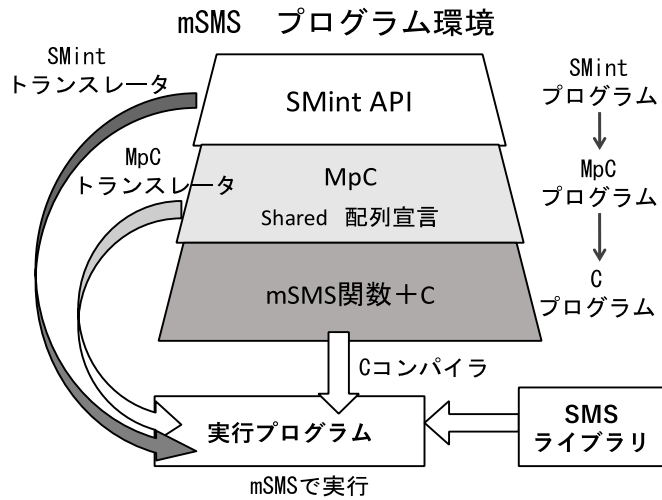 mSMS　プログラム環境
SMint
トランスレータ
SMint API
SMint
プログラム
MpC
トランスレータ
MpC
Shared 配列宣言
MpC
プログラム
mSMS関数＋C
C
プログラム
Cコンパイラ
実行プログラム
SMS
ライブラリ
mSMSで実行